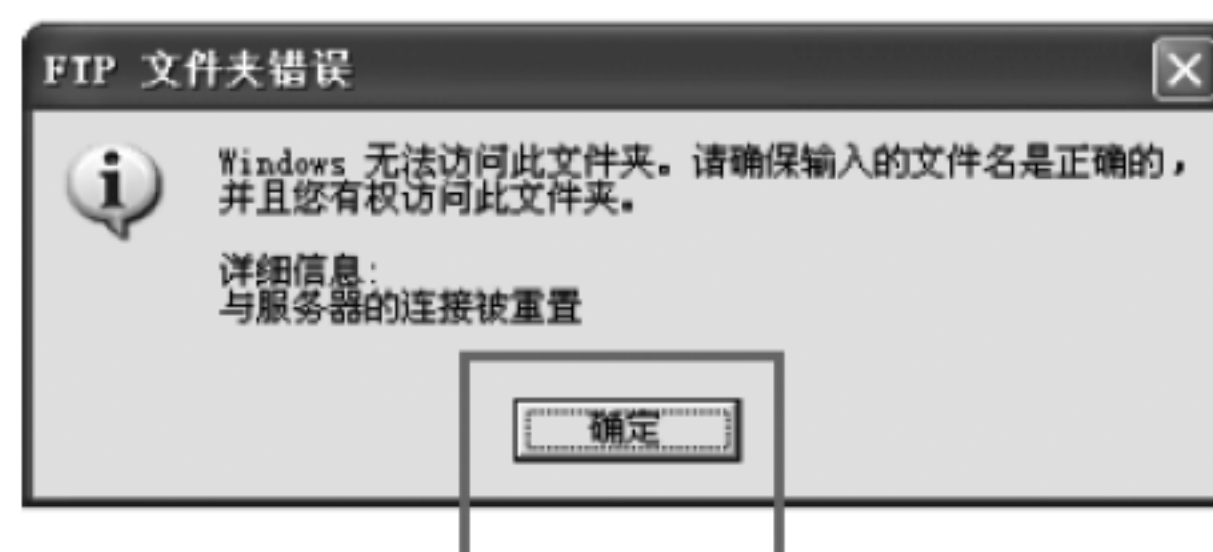 FTP 文件夹错误
Windows 无法访问此文件夹。请确保输入的文件名是正确的，
并且您有权访问此文件夹。
详细信息:
与服务器的连接被重置
确定